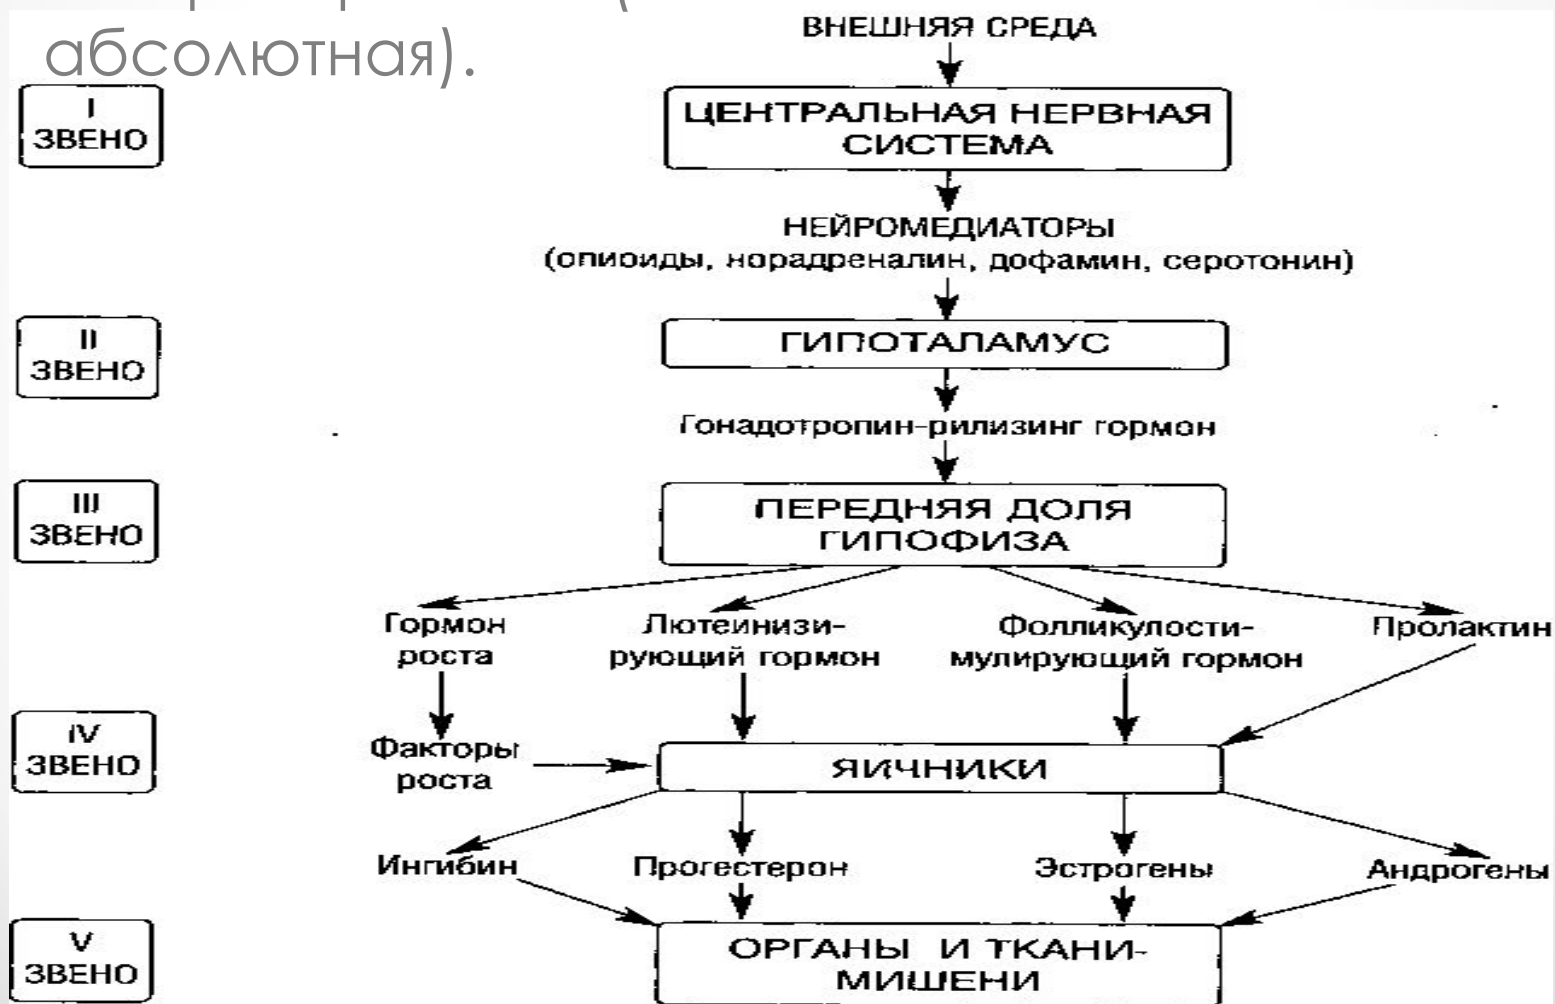 абсолютная).
ВНЕШНЯЯ СРЕДА
I
ЗВЕНО
ЦЕНТРАЛЬНАЯ НЕРВНАЯ
СИСТЕМА
НЕЙРОМЕДИАТОРЫ
(опиоиды, норадреналин, дофамин, серотонин)
II
ЗВЕНО
ГИПОТАЛАМУС
Гонадотропин-рилизинг гормон
III
ЗВЕНО
ПЕРЕДНЯЯ ДОЛЯ
ГИПОФИЗА
Гормон
роста
Лютеинизи-
рующий гормон
Фолликулости-
мулирующий гормон
Пролактин
IV
ЗВЕНО
Факторы
роста
ЯИЧНИКИ
Ингибин
Прогестерон
Эстрогены
Андрогены
V
ЗВЕНО
ОРГАНЫ И ТКАНИ-
МИШЕНИ